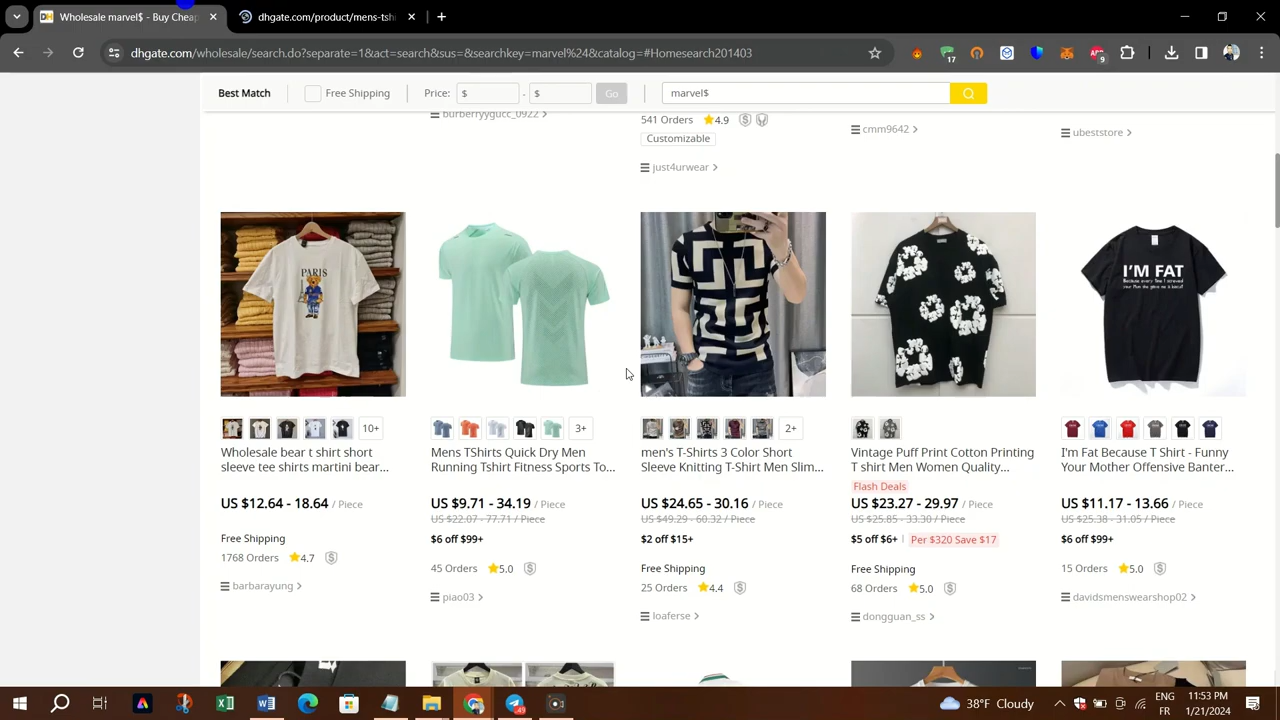 Wholesale marvel$ - Buy Cheap
dhgate.com/product/mens-tshi
dhgate.com/wholesale/search.do?separate=1&act=search&sus=&searchkey=marvel%24&catalog=#Homesearch201403
17
9
Best Match
Free Shipping
Price:
$
-
$
Go
marvel$
burberryygucc_0922 >
541 Orders
4.9
Customizable
just4urwear >
cmm9642 >
ubeststore >
PARIS
I'M FAT
10+
3+
2+
Wholesale bear t shirt short
sleeve tee shirts martini bear...
Mens TShirts Quick Dry Men
Running Tshirt Fitness Sports To...
men's T-Shirts 3 Color Short
Sleeve Knitting T-Shirt Men Slim...
Vintage Puff Print Cotton Printing
T shirt Men Women Quality...
I'm Fat Because T Shirt - Funny
Your Mother Offensive Banter...
Flash Deals
US $12.64 - 18.64 / Piece
US $9.71 - 34.19 / Piece
US $24.65 - 30.16 / Piece
US $23.27 - 29.97 / Piece
US $11.17 - 13.66 / Piece
US $22.07 - 77.71 / Piece
US $49.29 - 60.32 / Piece
US $25.85 - 33.30 / Piece
US $25.38 - 31.05 / Piece
Free Shipping
$6 off $99+
$2 off $15+
$5 off $6+
Per $320 Save $17
$6 off $99+
1768 Orders
4.7
45 Orders
5.0
Free Shipping
Free Shipping
15 Orders
5.0
barbarayung >
piao03 >
25 Orders
4.4
68 Orders
5.0
davidsmenswearshop02 >
loaferse >
dongguan_ss >
38°F Cloudy
ENG
FR
11:53 PM
1/21/2024